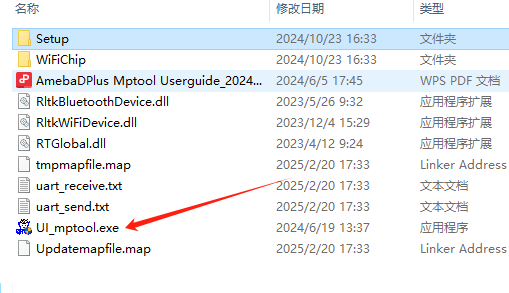 名称 修改日期 类型
Setup 2024/10/23 16:33 文件夹
WiFiChip 2024/10/23 16:33 文件夹
AmebaDPlus Mptool Userguide_2024... 2024/6/5 17:45 WPS PDF 文档
RltkBluetoothDevice.dll 2023/5/26 9:32 应用程序扩展
RltkWiFiDevice.dll 2023/12/4 15:29 应用程序扩展
RTGlobal.dll 2023/4/12 9:24 应用程序扩展
tmpmapfile.map 2025/2/20 17:33 Linker Address
uart_receive.txt 2025/2/20 17:33 文本文档
uart_send.txt 2025/2/20 17:33 文本文档
UI_mptool.exe 2024/6/19 13:37 应用程序
Updatemapfile.map 2025/2/20 17:33 Linker Address